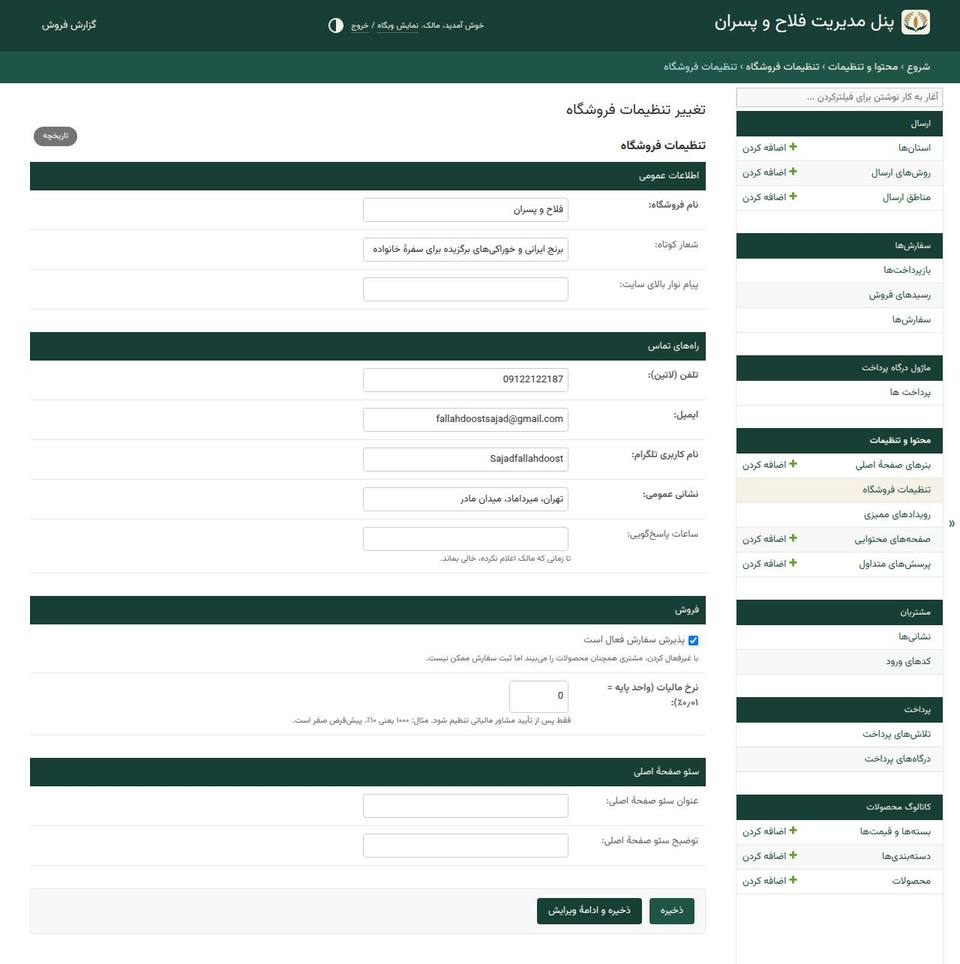 پنل مدیریت فلاح و پسران
خوش آمدید، مالک. نمایش وبگاه / خروج
گزارش فروش
شروع › محتوا و تنظیمات › تنظیمات فروشگاه › تنظیمات فروشگاه
آغار به کار نوشتن برای فیلترکردن ...
ارسال
استان‌ها
اضافه کردن
روش‌های ارسال
اضافه کردن
مناطق ارسال
اضافه کردن
سفارش‌ها
بازپرداخت‌ها
رسیدهای فروش
سفارش‌ها
ماژول درگاه پرداخت
پرداخت ها
محتوا و تنظیمات
بنرهای صفحهٔ اصلی
اضافه کردن
تنظیمات فروشگاه
رویدادهای ممیزی
صفحه‌های محتوایی
اضافه کردن
پرسش‌های متداول
اضافه کردن
مشتریان
نشانی‌ها
کدهای ورود
پرداخت
تلاش‌های پرداخت
درگاه‌های پرداخت
کاتالوگ محصولات
بسته‌ها و قیمت‌ها
اضافه کردن
دسته‌بندی‌ها
اضافه کردن
محصولات
اضافه کردن
»
تغییر تنظیمات فروشگاه
تاریخچه
تنظیمات فروشگاه
اطلاعات عمومی
نام فروشگاه:
فلاح و پسران
شعار کوتاه:
برنج ایرانی و خوراکی‌های برگزیده برای سفرهٔ خانواده
پیام نوار بالای سایت:
راه‌های تماس
تلفن (لاتین):
09122122187
ایمیل:
fallahdoostsajad@gmail.com
نام کاربری تلگرام:
Sajadfallahdoost
نشانی عمومی:
تهران، میرداماد، میدان مادر
ساعات پاسخ‌گویی:
تا زمانی که مالک اعلام نکرده، خالی بماند.
فروش
پذیرش سفارش فعال است
با غیرفعال کردن، مشتری همچنان محصولات را می‌بیند اما ثبت سفارش ممکن نیست.
نرخ مالیات (واحد پایه =
۰٫۰۱٪):
0
فقط پس از تأیید مشاور مالیاتی تنظیم شود. مثال: ۱۰۰۰ یعنی ۱۰٪. پیش‌فرض صفر است.
سئو صفحهٔ اصلی
عنوان سئو صفحهٔ اصلی:
توضیح سئو صفحهٔ اصلی:
ذخیره
ذخیره و ادامهٔ ویرایش